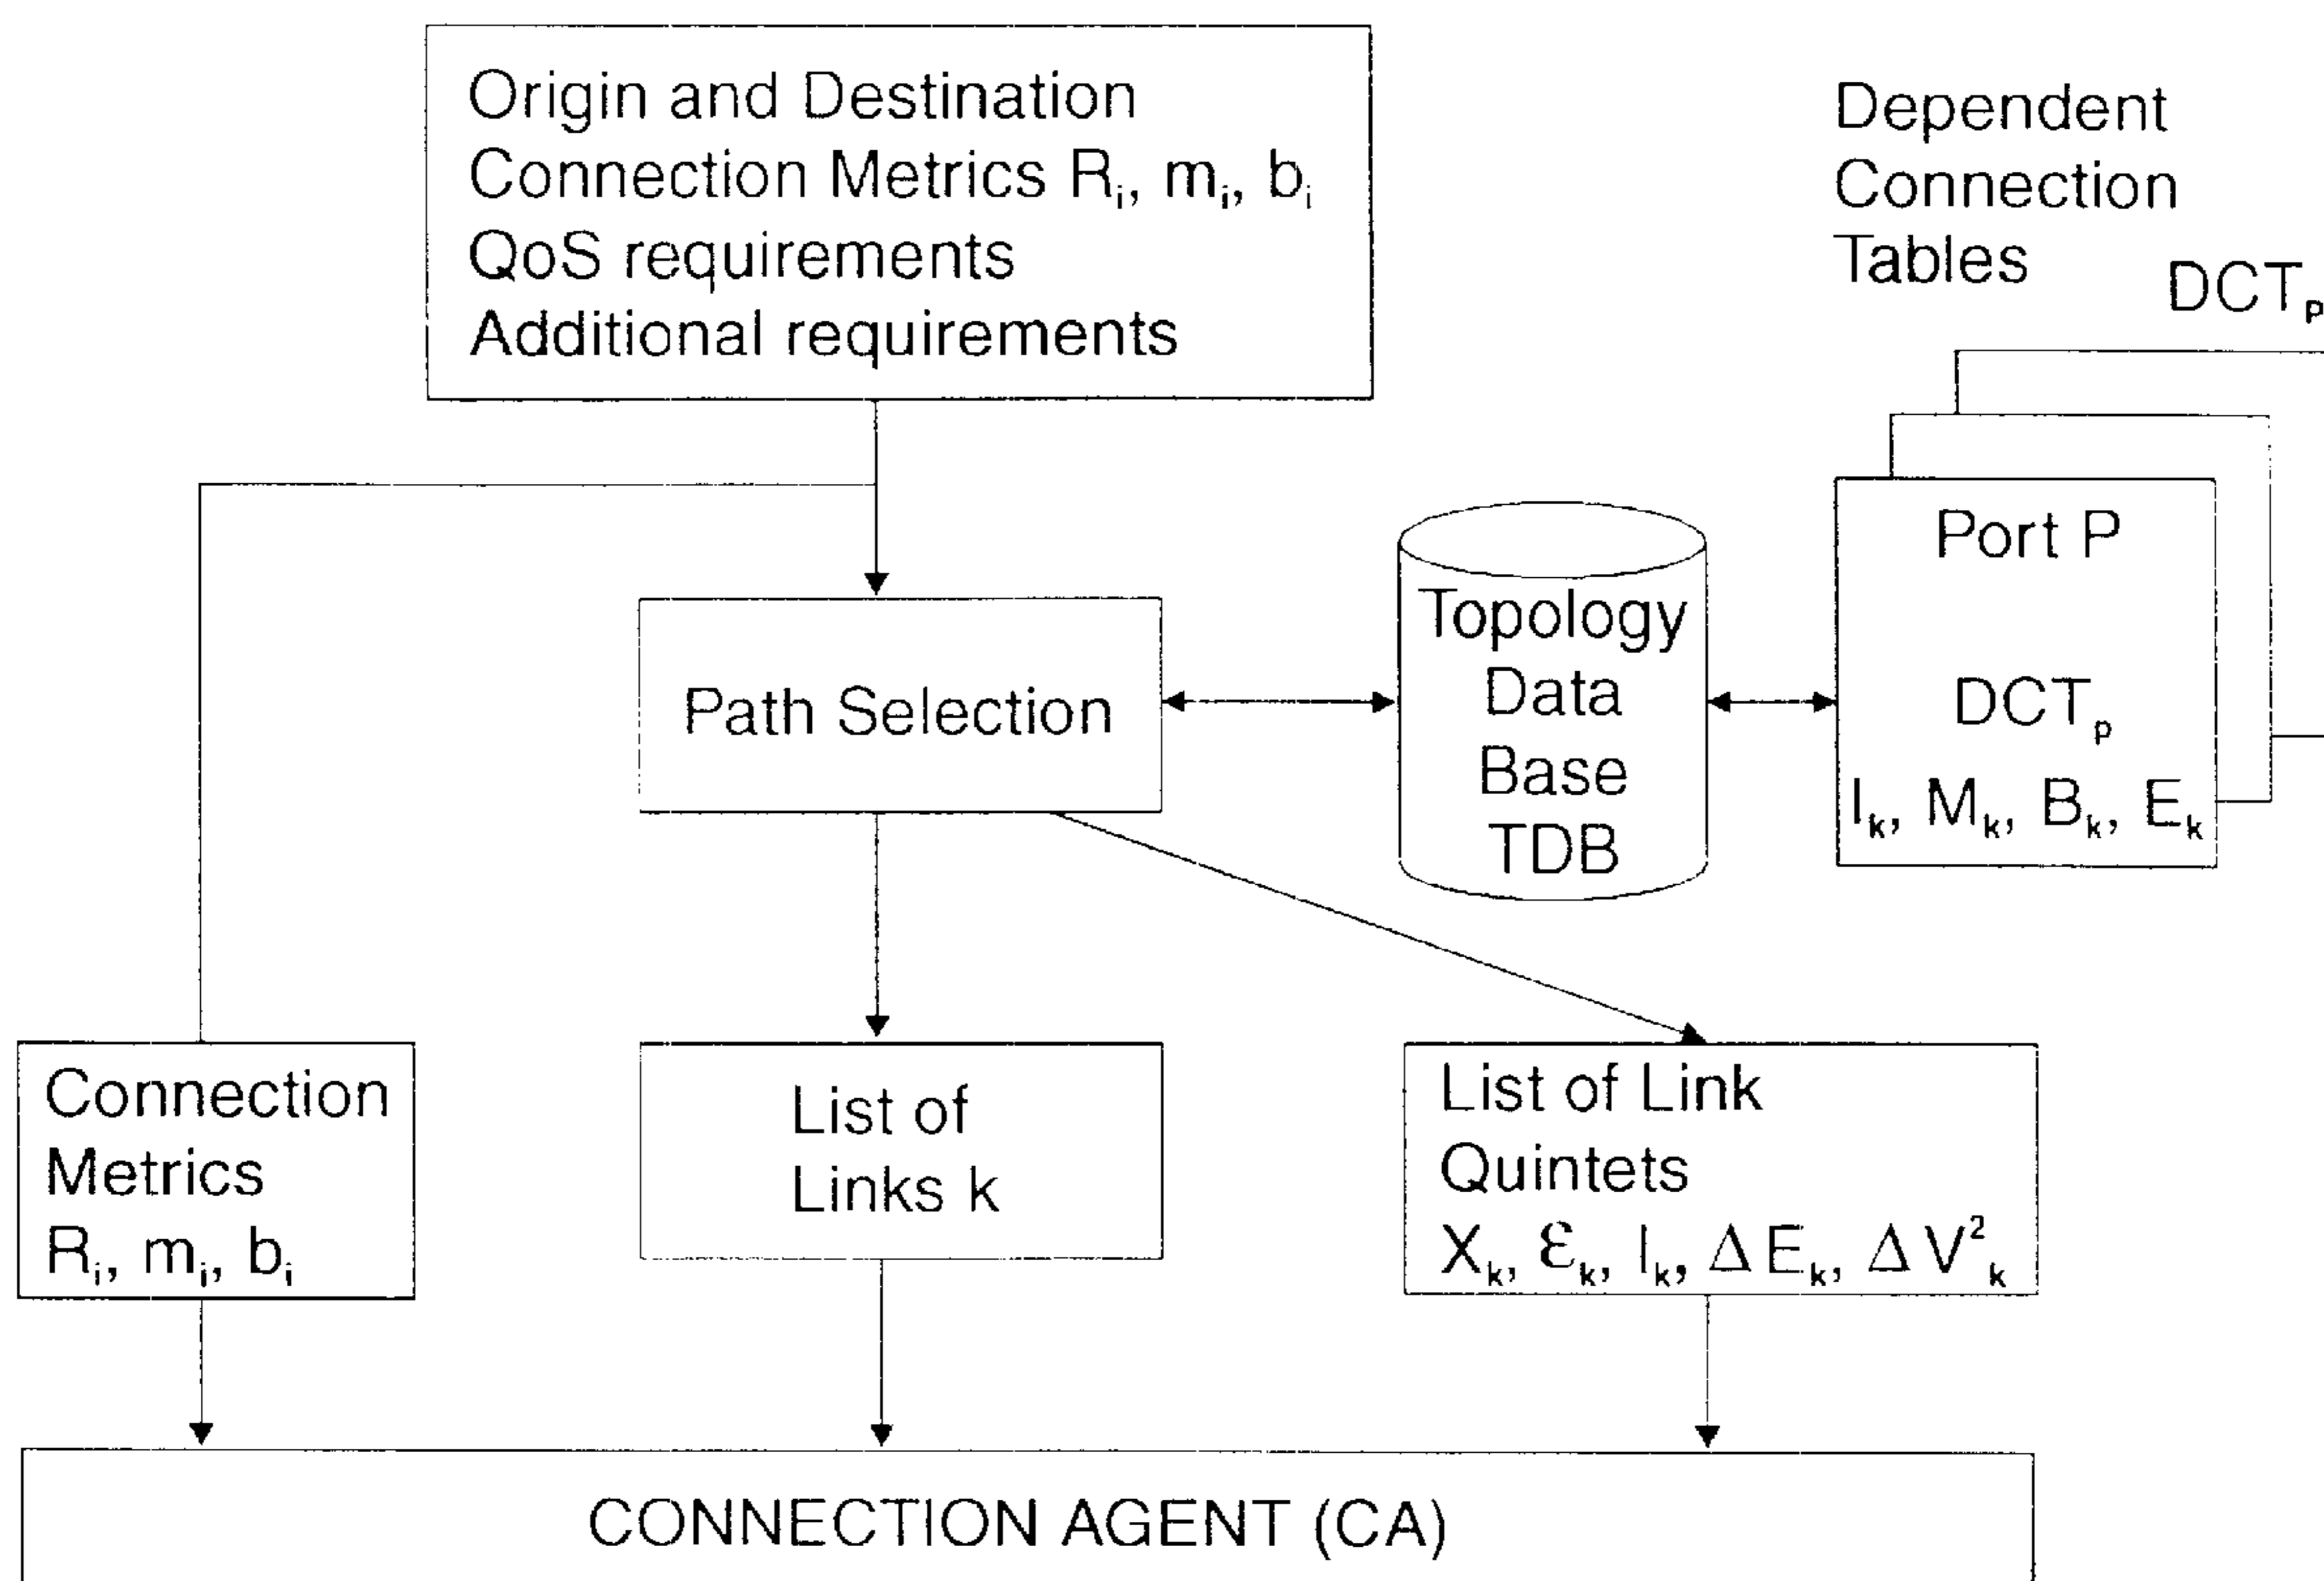 Origin and Destination
Connection Metrics Rᵢ, mᵢ, bᵢ
QoS requirements
Additional requirements
Dependent
Connection
Tables
DCTₚ
Port P
DCTₚ
Iₖ, Mₖ, Bₖ, Eₖ
Topology
Data
Base
TDB
Path Selection
Connection
Metrics
Rᵢ, mᵢ, bᵢ
List of
Links k
List of Link
Quintets
Xₖ, Ɛₖ, Iₖ, ΔEₖ, ΔV²ₖ
CONNECTION AGENT (CA)